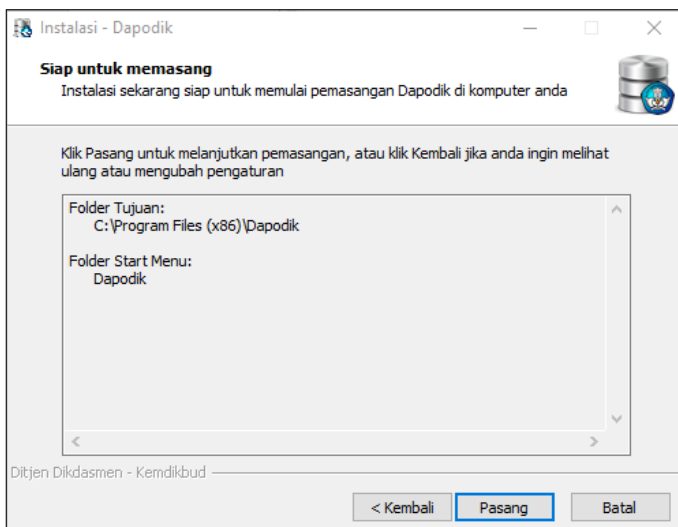 Instalasi - Dapodik
Siap untuk memasang
Instalasi sekarang siap untuk memulai pemasangan Dapodik di komputer anda
Klik Pasang untuk melanjutkan pemasangan, atau klik Kembali jika anda ingin melihat
ulang atau mengubah pengaturan
Folder Tujuan:
C:\Program Files (x86)\Dapodik
Folder Start Menu:
Dapodik
Ditjen Dikdasmen - Kemdikbud
< Kembali
Pasang
Batal